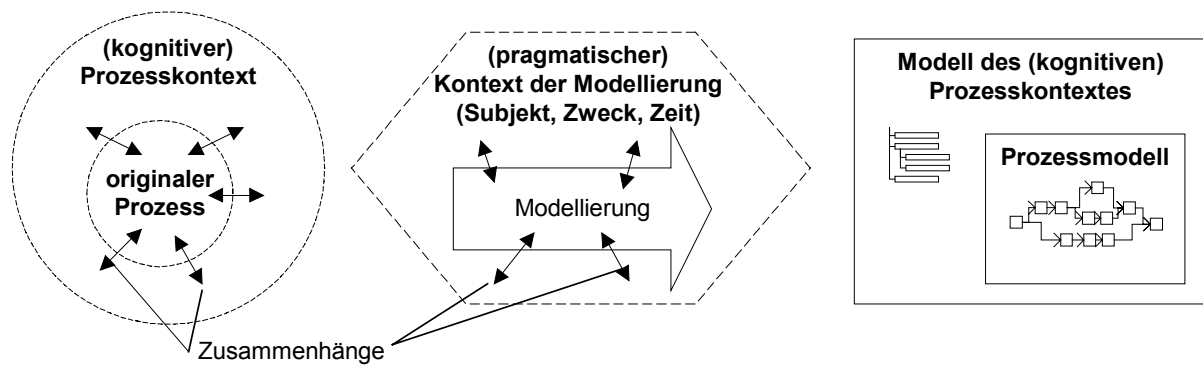 (kognitiver)
Prozesskontext
originaler
Prozess
(pragmatischer)
Kontext der Modellierung
(Subjekt, Zweck, Zeit)
Modellierung
Zusammenhänge
Modell des (kognitiven)
Prozesskontextes
Prozessmodell